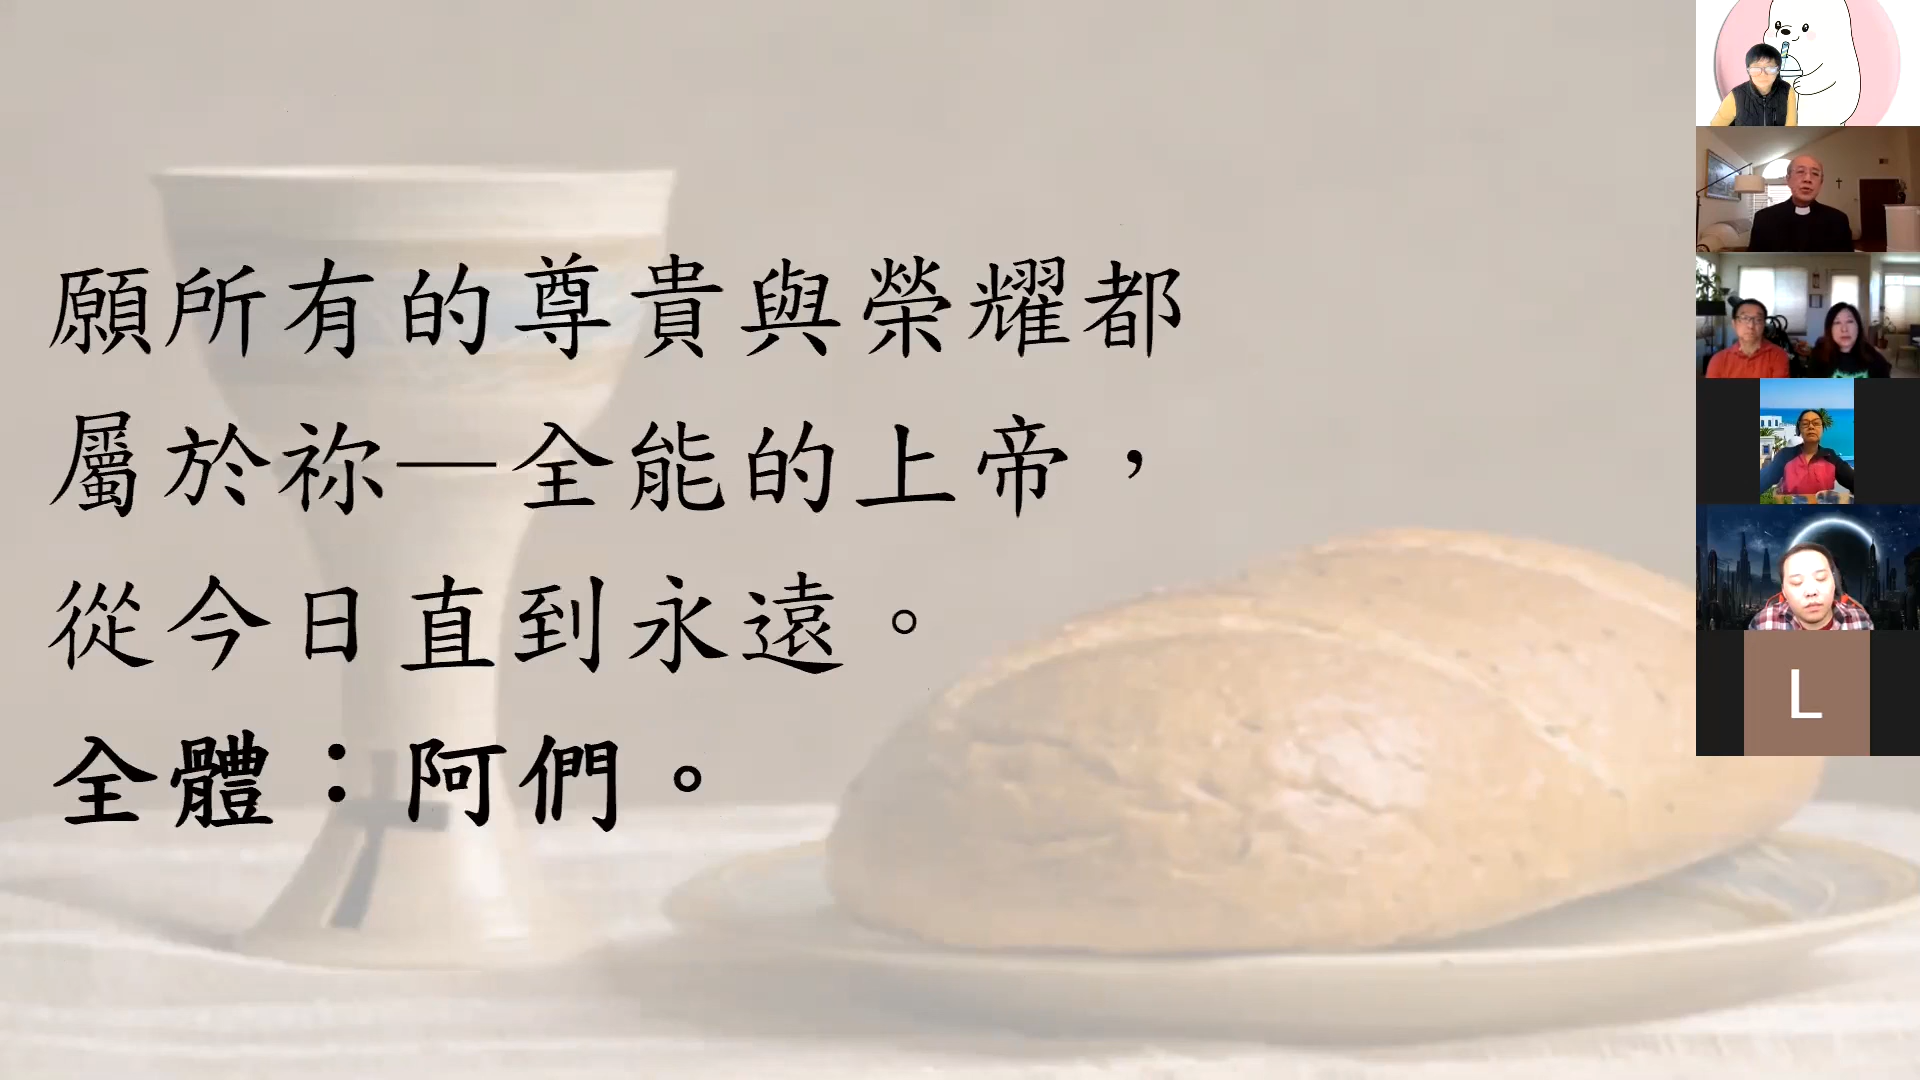 願所有的尊貴與榮耀都
屬於祢—全能的上帝，
從今日直到永遠。
全體：阿們。
L